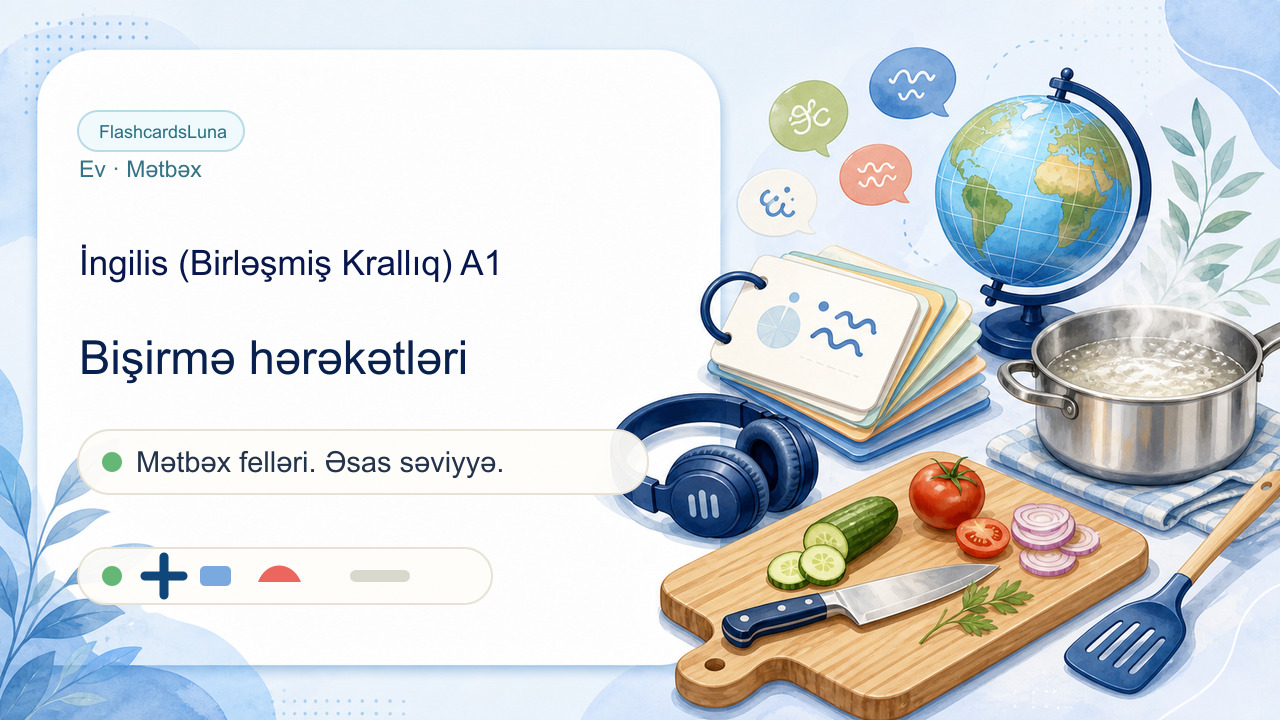 FlashcardsLuna
Ev · Mətbəx
İngilis (Birləşmiş Krallıq) A1
Bişirmə hərəkətləri
Mətbəx felləri. Əsas səviyyə.